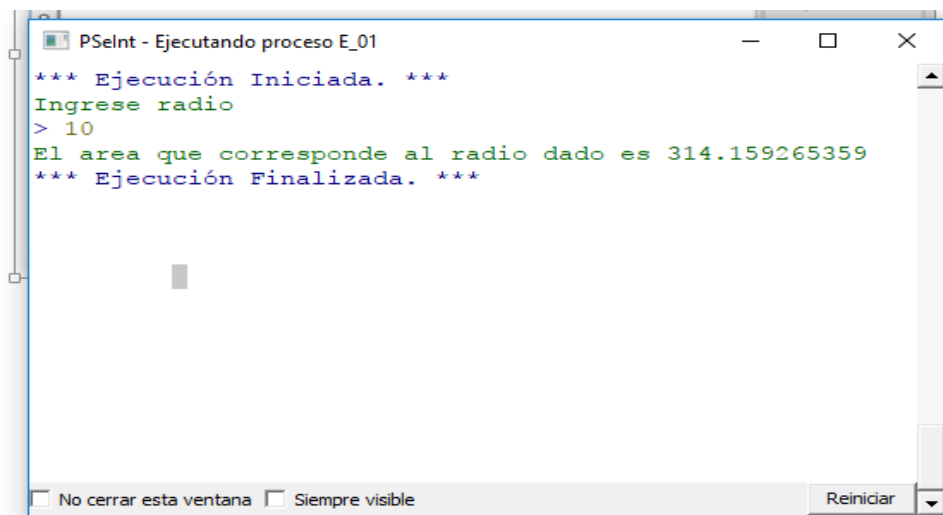 PSeInt - Ejecutando proceso E_01
*** Ejecución Iniciada. ***
Ingrese radio
> 10
El area que corresponde al radio dado es 314.159265359
*** Ejecución Finalizada. ***
No cerrar esta ventana Siempre visible Reiniciar